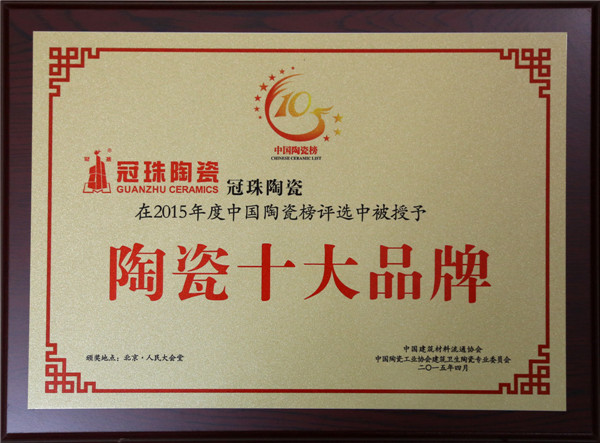 105
中国陶瓷榜
CHINESE CERAMIC LIST
冠珠
冠珠陶瓷
GUANZHU CERAMICS
冠珠陶瓷
在2015年度中国陶瓷榜评选中被授予
陶瓷十大品牌
颁奖地点：北京·人民大会堂
中国建筑材料流通协会
中国陶瓷工业协会建筑卫生陶瓷专业委员会
二〇一五年四月